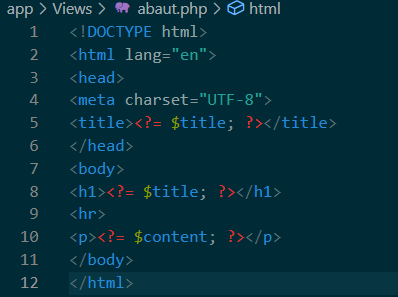 app > Views > abaut.php > html
1 <!DOCTYPE html>
2 <html lang="en">
3 <head>
4 <meta charset="UTF-8">
5 <title><?= $title; ?></title>
6 </head>
7 <body>
8 <h1><?= $title; ?></h1>
9 <hr>
10 <p><?= $content; ?></p>
11 </body>
12 </html>